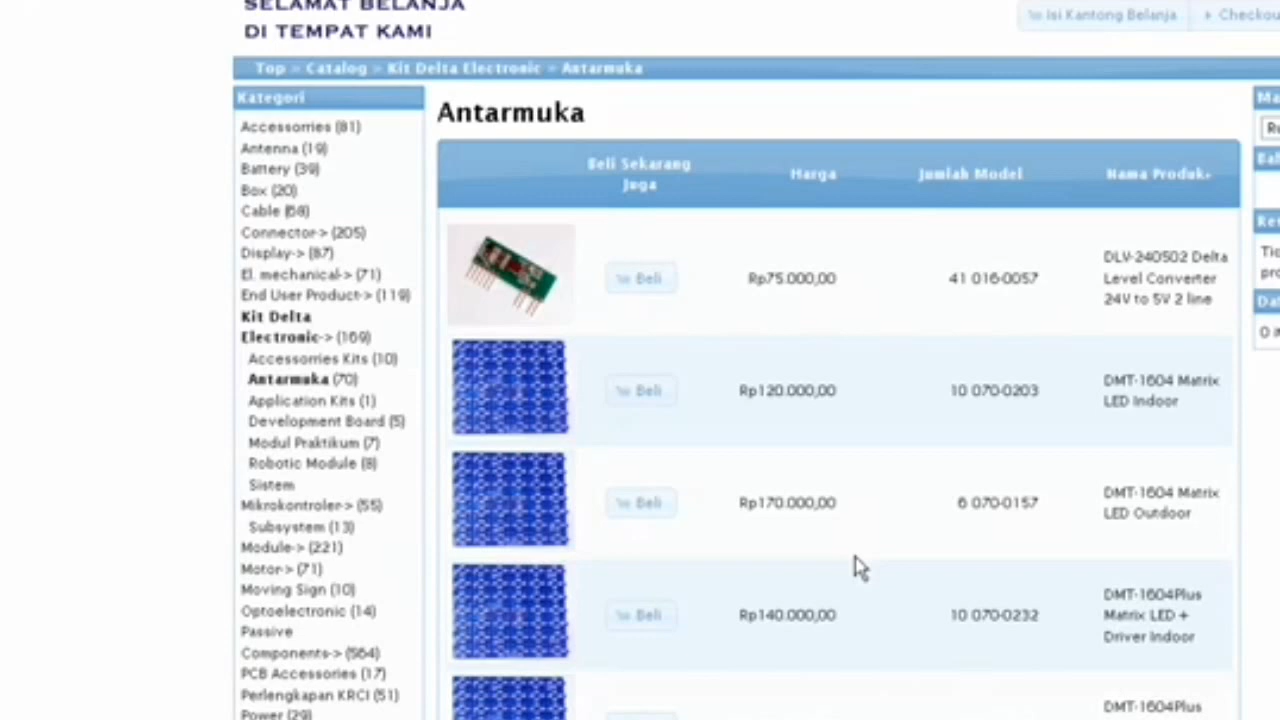 SELAMAT BELANJA
DI TEMPAT KAMI
Isi Kantong Belanja
Top » Catalog » Kit Delta Electronic » Antarmuka
Kategori
Accessorries (81)
Antenna (19)
Battery (39)
Box (20)
Cable (68)
Connector-> (205)
Display-> (87)
El. mechanical-> (71)
End User Product-> (119)
Kit Delta
Electronic-> (169)
Accessorries Kits (10)
Antarmuka (70)
Application Kits (1)
Development Board (5)
Modul Praktikum (7)
Robotic Module (8)
Sistem
Mikrokontroler-> (55)
Subsystem (13)
Module-> (221)
Motor-> (71)
Moving Sign (10)
Optoelectronic (14)
Passive
Components-> (564)
PCB Accessories (17)
Perlengkapan KRCI (51)
Power (29)
Antarmuka
Beli Sekarang
Juga
Harga
Jumlah Model
Nama Produk+
Beli
Rp75.000,00
41 016-0057
DLV-240502 Delta
Level Converter
24V to 5V 2 line
Beli
Rp120.000,00
10 070-0203
DMT-1604 Matrix
LED Indoor
Beli
Rp170.000,00
6 070-0157
DMT-1604 Matrix
LED Outdoor
Beli
Rp140.000,00
10 070-0232
DMT-1604Plus
Matrix LED +
Driver Indoor
DMT-1604Plus